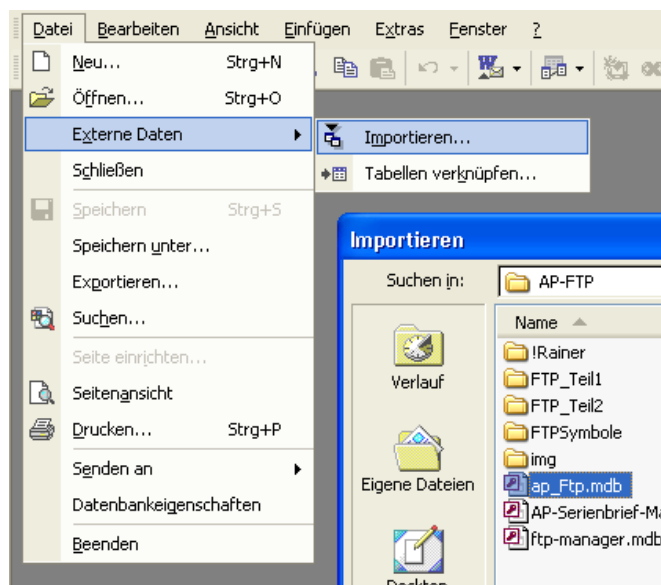 Datei Bearbeiten Ansicht Einfügen Extras Fenster ?
Neu... Strg+N
Öffnen... Strg+O
Externe Daten
Importieren...
Tabellen verknüpfen...
Schließen
Speichern Strg+S
Speichern unter...
Exportieren...
Suchen...
Seite einrichten...
Seitenansicht
Drucken... Strg+P
Senden an
Datenbankeigenschaften
Beenden
Importieren
Suchen in: AP-FTP
Name
Verlauf
Eigene Dateien
!Rainer
FTP_Teil1
FTP_Teil2
FTPSymbole
img
ap_Ftp.mdb
AP-Serienbrief-Ma
ftp-manager.mdb